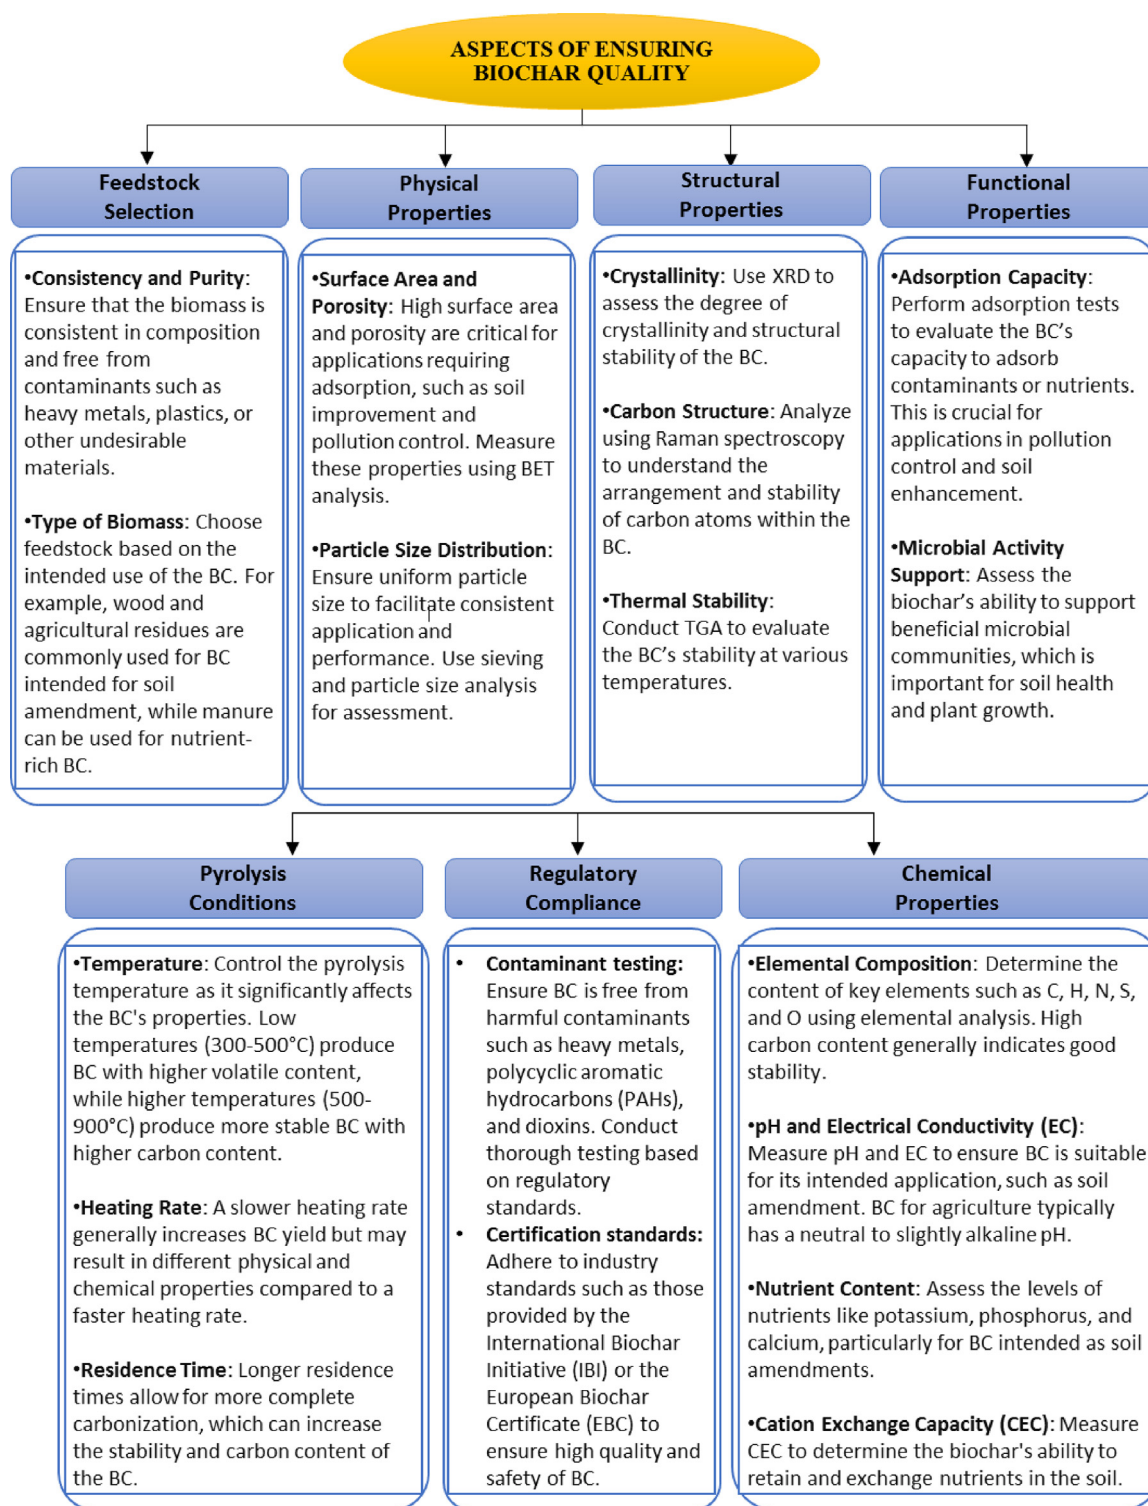 ASPECTS OF ENSURING
BIOCHAR QUALITY
Feedstock
Selection
•Consistency and Purity:
Ensure that the biomass is
consistent in composition
and free from
contaminants such as
heavy metals, plastics, or
other undesirable
materials.
•Type of Biomass: Choose
feedstock based on the
intended use of the BC. For
example, wood and
agricultural residues are
commonly used for BC
intended for soil
amendment, while manure
can be used for nutrient-
rich BC.
Physical
Properties
•Surface Area and
Porosity: High surface area
and porosity are critical for
applications requiring
adsorption, such as soil
improvement and
pollution control. Measure
these properties using BET
analysis.
•Particle Size Distribution:
Ensure uniform particle
size to facilitate consistent
application and
performance. Use sieving
and particle size analysis
for assessment.
Structural
Properties
•Crystallinity: Use XRD to
assess the degree of
crystallinity and structural
stability of the BC.
•Carbon Structure: Analyze
using Raman spectroscopy
to understand the
arrangement and stability
of carbon atoms within the
BC.
•Thermal Stability:
Conduct TGA to evaluate
the BC's stability at various
temperatures.
Functional
Properties
•Adsorption Capacity:
Perform adsorption tests
to evaluate the BC's
capacity to adsorb
contaminants or nutrients.
This is crucial for
applications in pollution
control and soil
enhancement.
•Microbial Activity
Support: Assess the
biochar's ability to support
beneficial microbial
communities, which is
important for soil health
and plant growth.
Pyrolysis
Conditions
•Temperature: Control the pyrolysis
temperature as it significantly affects
the BC's properties. Low
temperatures (300-500°C) produce
BC with higher volatile content,
while higher temperatures (500-
900°C) produce more stable BC with
higher carbon content.
•Heating Rate: A slower heating rate
generally increases BC yield but may
result in different physical and
chemical properties compared to a
faster heating rate.
•Residence Time: Longer residence
times allow for more complete
carbonization, which can increase
the stability and carbon content of
the BC.
Regulatory
Compliance
• Contaminant testing:
Ensure BC is free from
harmful contaminants
such as heavy metals,
polycyclic aromatic
hydrocarbons (PAHs),
and dioxins. Conduct
thorough testing based
on regulatory
standards.
• Certification standards:
Adhere to industry
standards such as those
provided by the
International Biochar
Initiative (IBI) or the
European Biochar
Certificate (EBC) to
ensure high quality and
safety of BC.
Chemical
Properties
•Elemental Composition: Determine the
content of key elements such as C, H, N, S,
and O using elemental analysis. High
carbon content generally indicates good
stability.
•pH and Electrical Conductivity (EC):
Measure pH and EC to ensure BC is suitable
for its intended application, such as soil
amendment. BC for agriculture typically
has a neutral to slightly alkaline pH.
•Nutrient Content: Assess the levels of
nutrients like potassium, phosphorus, and
calcium, particularly for BC intended as soil
amendments.
•Cation Exchange Capacity (CEC): Measure
CEC to determine the biochar's ability to
retain and exchange nutrients in the soil.